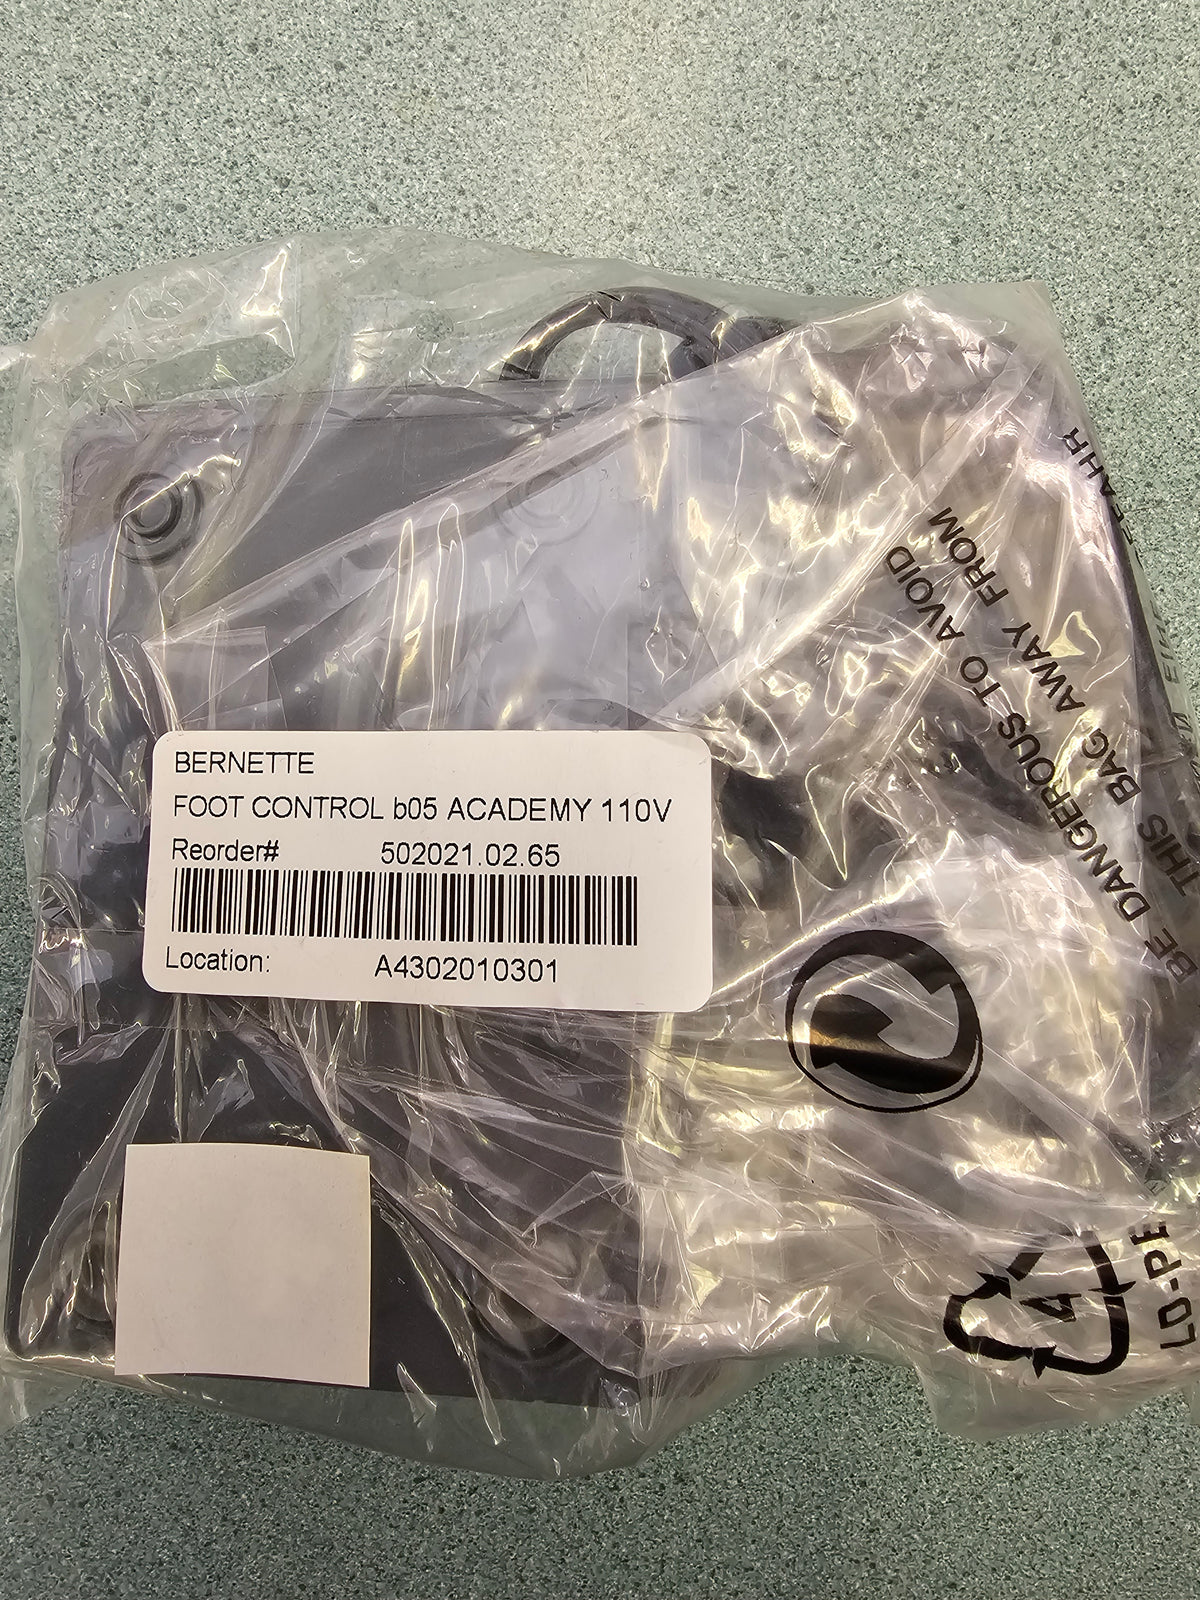 BERNETTE
FOOT CONTROL b05 ACADEMY 110V
Reorder# 502021.02.65
Location: A4302010301
BE DANGEROUS TO AVOID
THIS BAG AWAY FROM
4
LD-PE